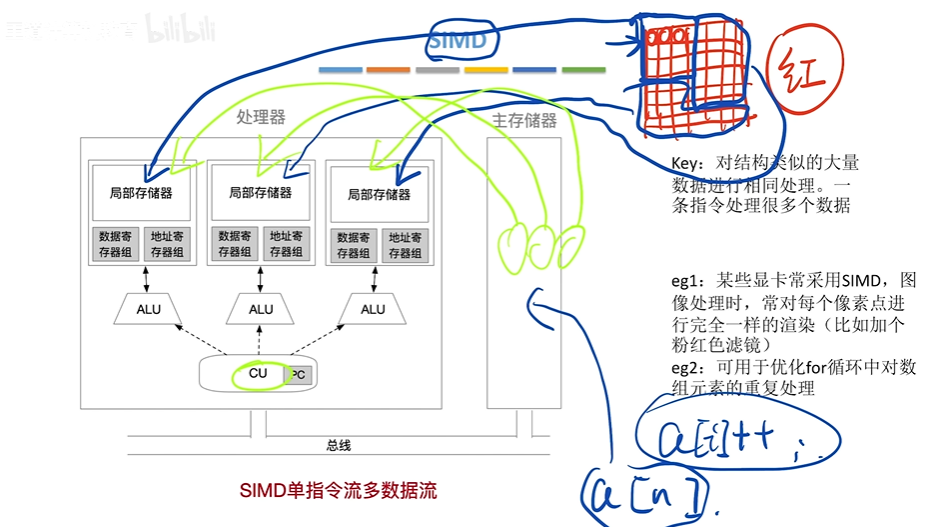 bilibili
SIMD
红
处理器
主存储器
局部存储器
局部存储器
局部存储器
数据寄
存器组
地址寄
存器组
数据寄
存器组
地址寄
存器组
数据寄
存器组
地址寄
存器组
ALU
ALU
ALU
CU
PC
总线
SIMD单指令流多数据流
Key：对结构类似的大量
数据进行相同处理。一
条指令处理很多个数据
eg1：某些显卡常采用SIMD，图
像处理时，常对每个像素点进
行完全一样的渲染（比如加个
粉红色滤镜）
eg2：可用于优化for循环中对数
组元素的重复处理
a[i]++;
a[n].